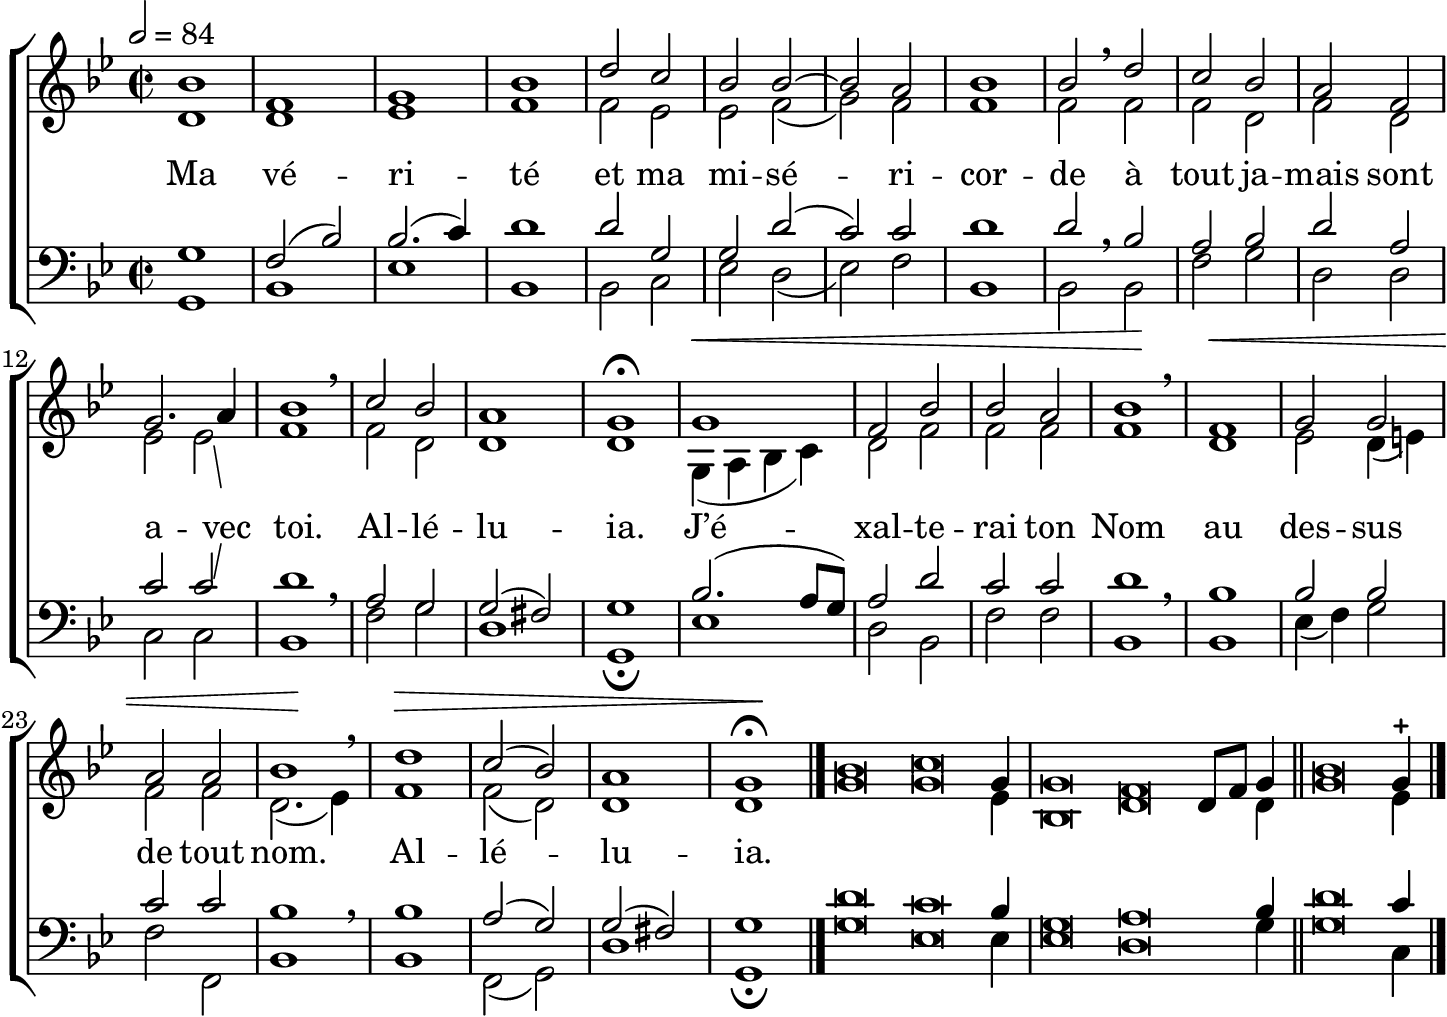 = 84
Ma vé - ri - té et ma mi - sé - ri - cor - de à tout ja - mais sont
12
a - vec toi. Al - lé - lu - ia. J’é - xal - te - rai ton Nom au des - sus
23
de tout nom. Al - lé - lu - ia.